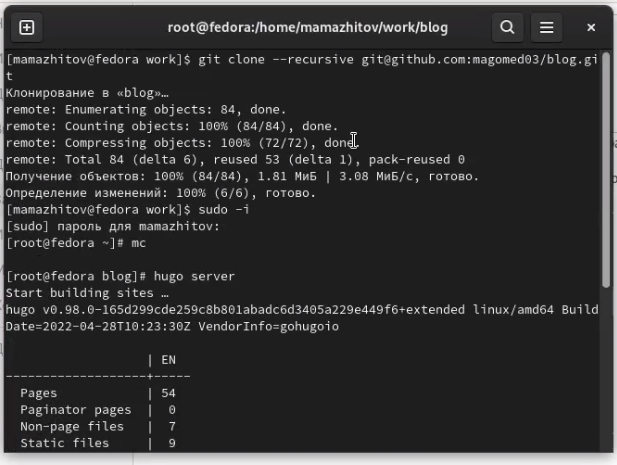 root@fedora:/home/mamazhitov/work/blog
[mamazhitov@fedora work]$ git clone --recursive git@github.com:magomed03/blog.gi
t
Клонирование в «blog»…
remote: Enumerating objects: 84, done.
remote: Counting objects: 100% (84/84), done.
remote: Compressing objects: 100% (72/72), done.
remote: Total 84 (delta 6), reused 53 (delta 1), pack-reused 0
Получение объектов: 100% (84/84), 1.81 МиБ | 3.08 МиБ/с, готово.
Определение изменений: 100% (6/6), готово.
[mamazhitov@fedora work]$ sudo -i
[sudo] пароль для mamazhitov:
[root@fedora ~]# mc
[root@fedora blog]# hugo server
Start building sites …
hugo v0.98.0-165d299cde259c8b801abadc6d3405a229e449f6+extended linux/amd64 Build
Date=2022-04-28T10:23:30Z VendorInfo=gohugoio
| EN
-------------------+-----
Pages | 54
Paginator pages | 0
Non-page files | 7
Static files | 9